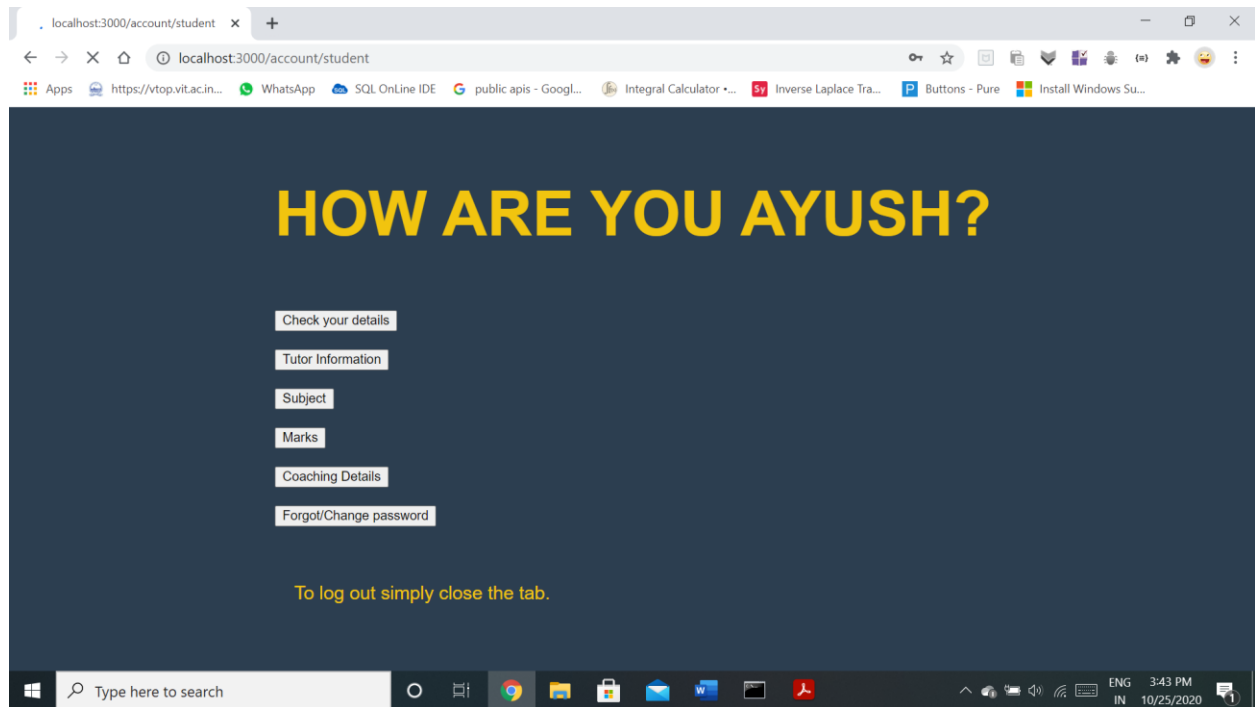 localhost:3000/account/student
localhost:3000/account/student
Apps https://vtop.vit.ac.in... WhatsApp SQL OnLine IDE public apis - Googl... Integral Calculator •... Sy Inverse Laplace Tra... P Buttons - Pure Install Windows Su...
HOW ARE YOU AYUSH?
Check your details
Tutor Information
Subject
Marks
Coaching Details
Forgot/Change password
To log out simply close the tab.
Type here to search
ENG 3:43 PM
IN 10/25/2020 1